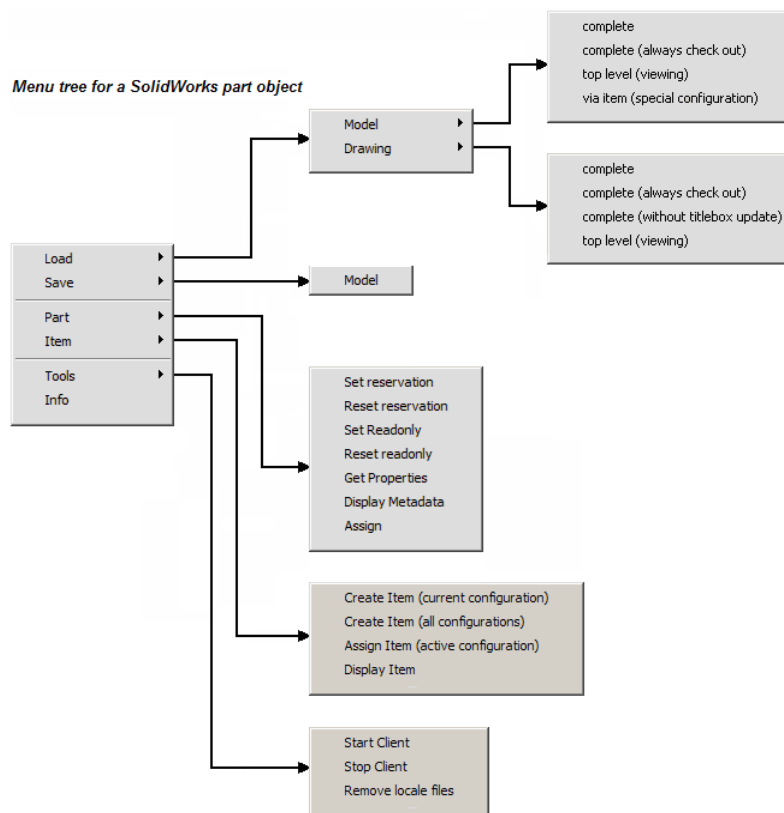 Menu tree for a SolidWorks part object
Load
Save
Part
Item
Tools
Info
Model
Drawing
complete
complete (always check out)
top level (viewing)
via item (special configuration)
complete
complete (always check out)
complete (without titlebox update)
top level (viewing)
Model
Set reservation
Reset reservation
Set Readonly
Reset readonly
Get Properties
Display Metadata
Assign
Create Item (current configuration)
Create Item (all configurations)
Assign Item (active configuration)
Display Item
Start Client
Stop Client
Remove locale files